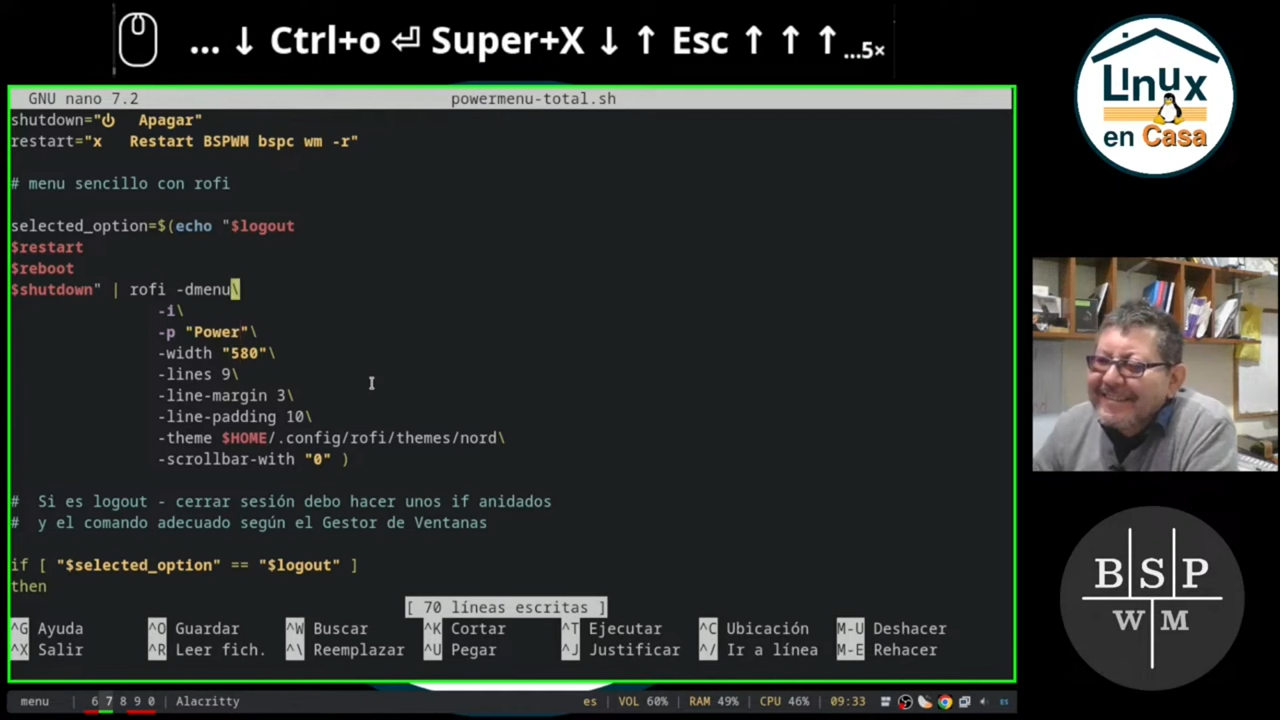 ... ↓ Ctrl+o ⏎ Super+X ↓ ↑ Esc ↑ ↑ ↑ ...5×
GNU nano 7.2 powermenu-total.sh
shutdown="⏻   Apagar"
restart="x   Restart BSPWM bspc wm -r"
# menu sencillo con rofi
selected_option=$(echo "$logout
$restart
$reboot
$shutdown" | rofi -dmenu\
-i\
-p "Power"\
-width "580"\
-lines 9\
-line-margin 3\
-line-padding 10\
-theme $HOME/.config/rofi/themes/nord\
-scrollbar-with "0" )
#  Si es logout - cerrar sesión debo hacer unos if anidados
#  y el comando adecuado según el Gestor de Ventanas
if [ "$selected_option" == "$logout" ]
then
[ 70 líneas escritas ]
^G Ayuda ^O Guardar ^W Buscar ^K Cortar ^T Ejecutar ^C Ubicación M-U Deshacer
^X Salir ^R Leer fich. ^\ Reemplazar ^U Pegar ^J Justificar ^/ Ir a línea M-E Rehacer
menu | 6 7 8 9 0 | Alacritty es | VOL 60% | RAM 49% | CPU 46% | 09:33 es
Linux
en Casa
B S P
W M